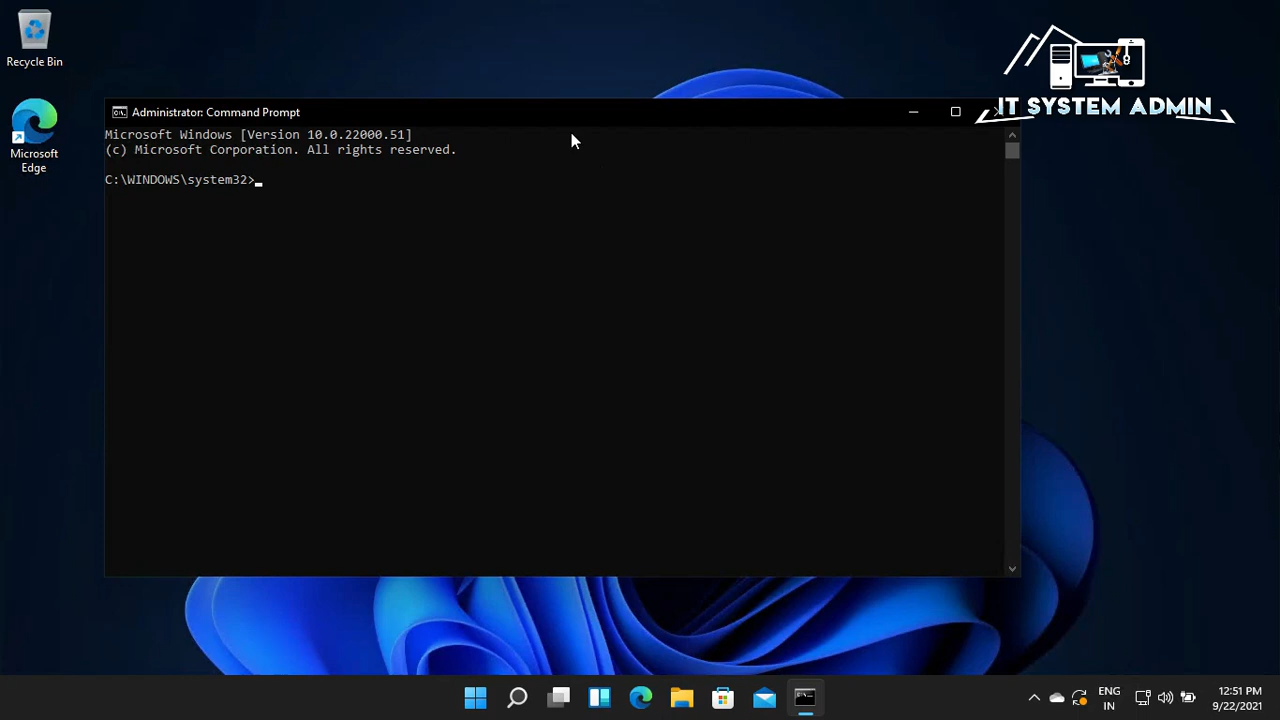 Recycle Bin
Microsoft
Edge
IT SYSTEM ADMIN
Administrator: Command Prompt
Microsoft Windows [Version 10.0.22000.51]
(c) Microsoft Corporation. All rights reserved.
C:\WINDOWS\system32>
ENG
IN
12:31 PM
9/22/2021